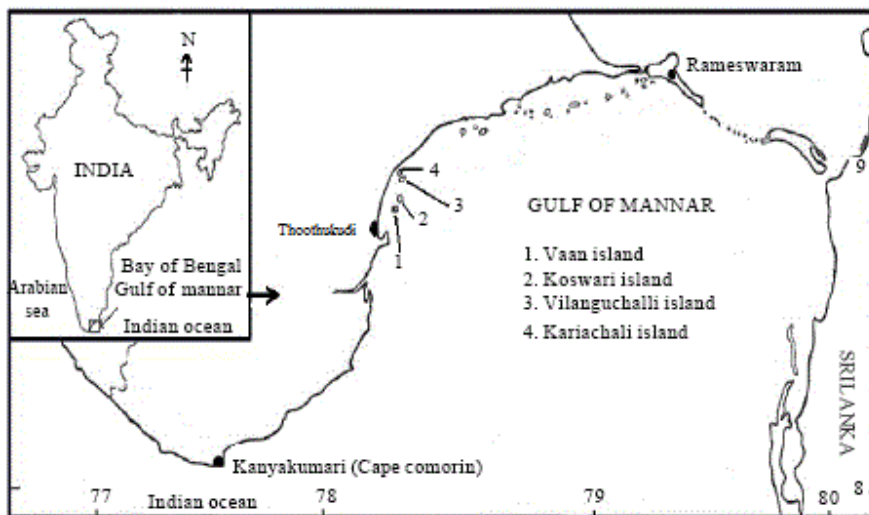 N
INDIA
Bay of Bengal
Gulf of mannar
Arabian
sea
Indian ocean
Rameswaram
4
3
2
1
Thoothukudi
GULF OF MANNAR
1. Vaan island
2. Koswari island
3. Vilanguchalli island
4. Kariachali island
9
SRILANKA
Kanyakumari (Cape comorin)
Indian ocean
77
78
79
80
8